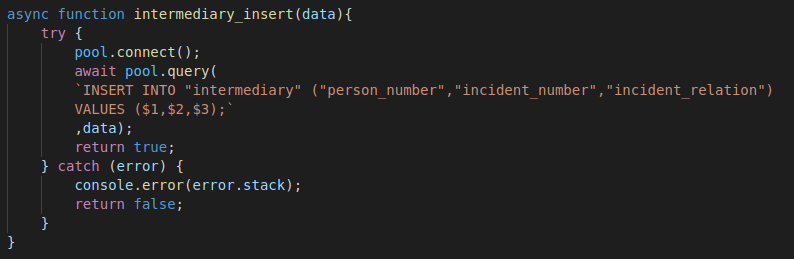 async function intermediary_insert(data){
    try {
        pool.connect();
        await pool.query(
        `INSERT INTO "intermediary" ("person_number","incident_number","incident_relation")
        VALUES ($1,$2,$3);`
        ,data);
        return true;
    } catch (error) {
        console.error(error.stack);
        return false;
    }
}